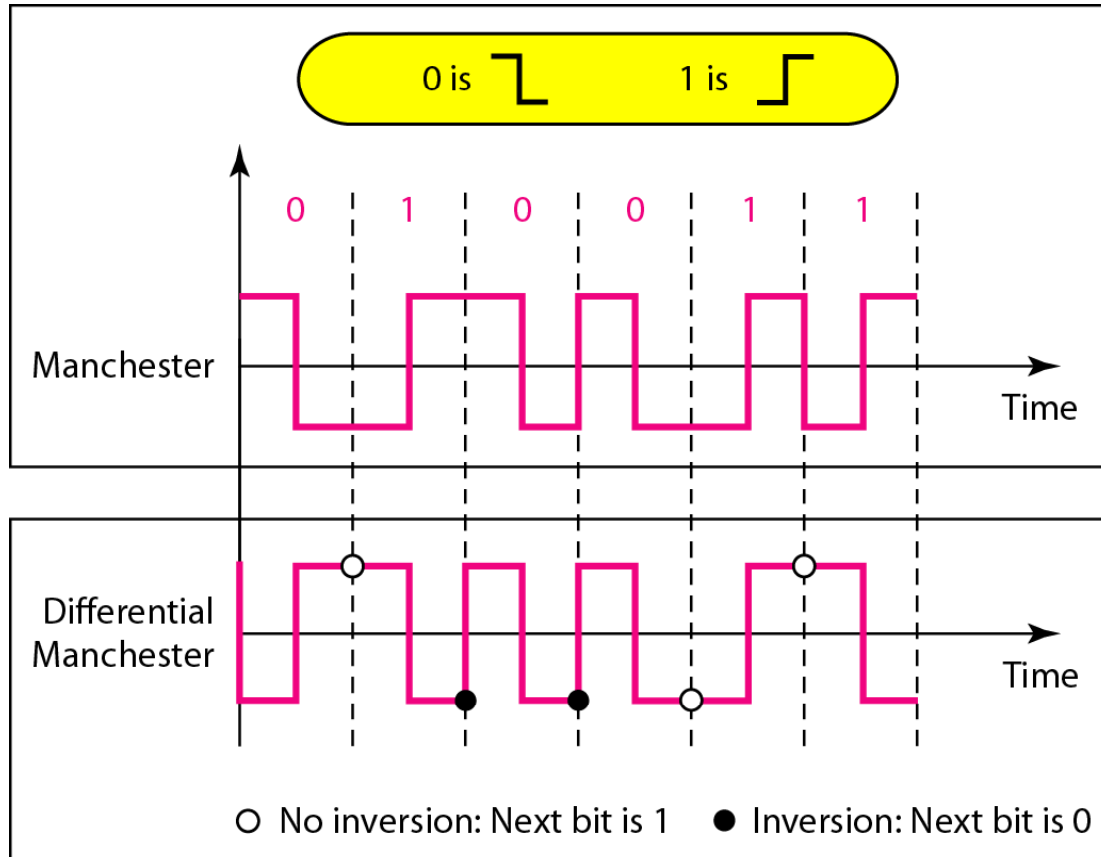 0 is 1 is
0 1 0 0 1 1
Manchester
Time
Differential
Manchester
Time
No inversion: Next bit is 1 Inversion: Next bit is 0